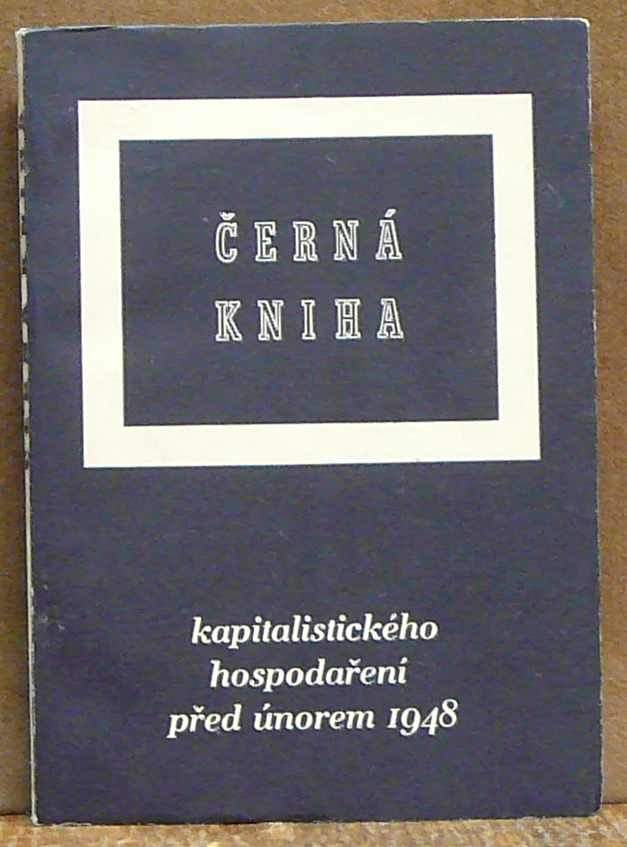 ČERNÁ
KNIHA
kapitalistického
hospodaření
před únorem 1948